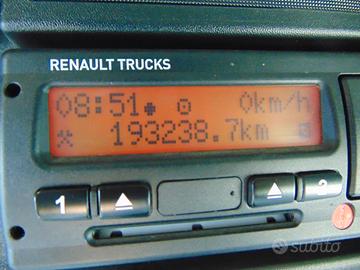 RENAULT TRUCKS
08:51 0km/h
193238.7km
1 2
subito